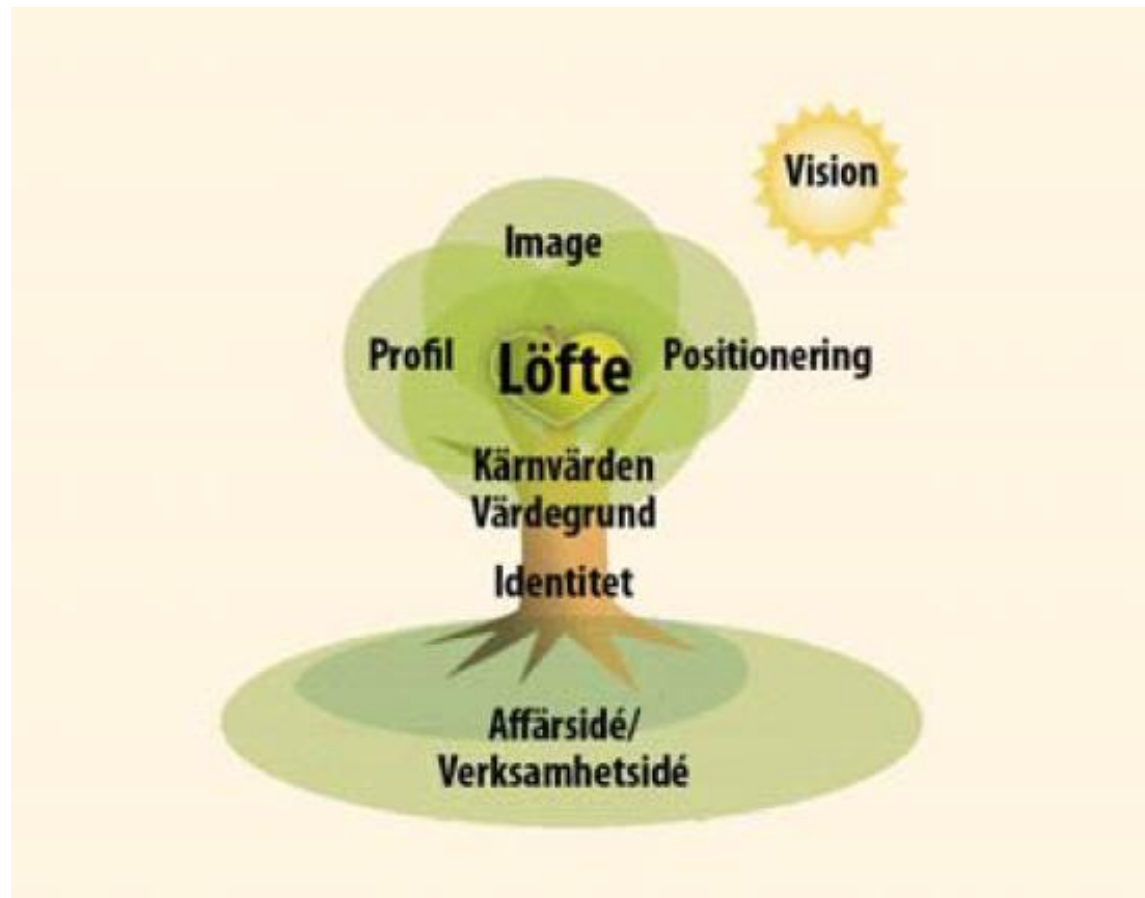 Vision
Image
Profil
Löfte
Positionering
Kärnvärden
Värdegrund
Identitet
Affärsidé/
Verksamhetsidé